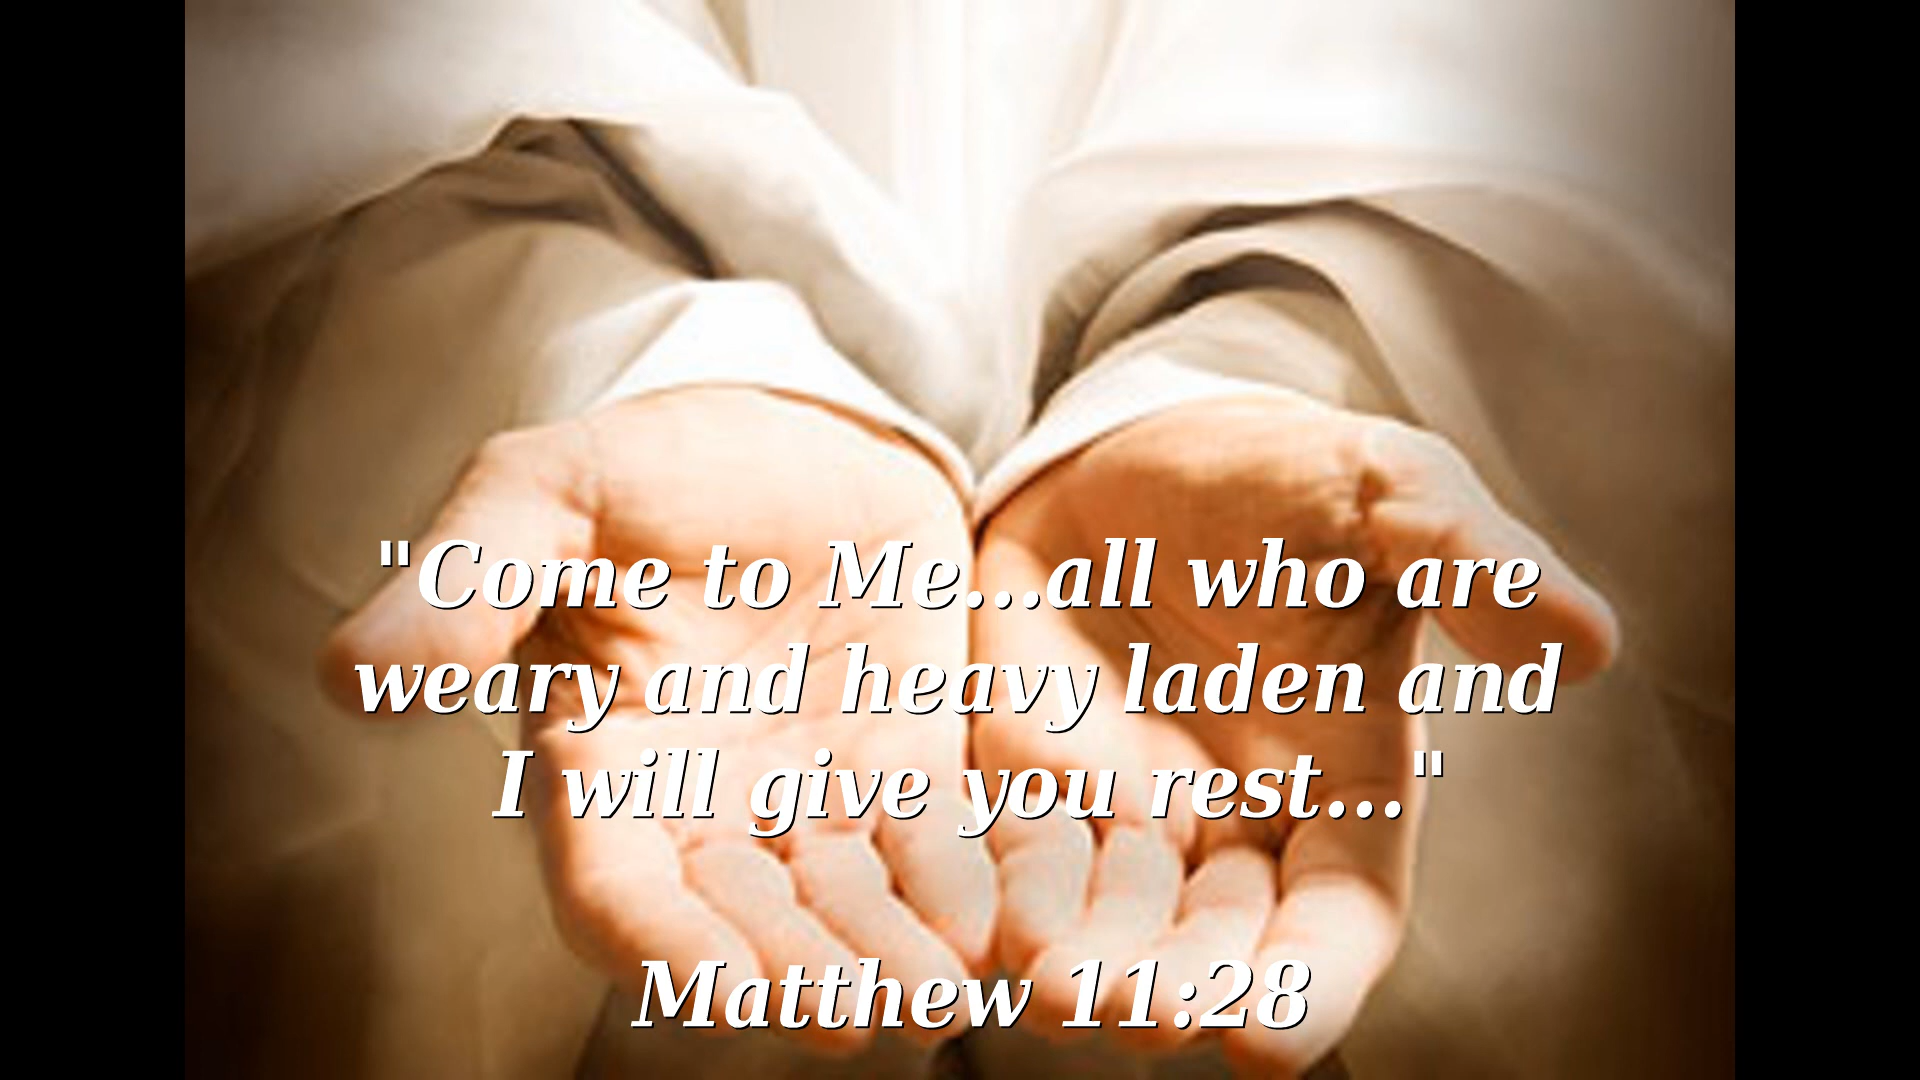 "Come to Me...all who are
weary and heavy laden and
I will give you rest..."
Matthew 11:28